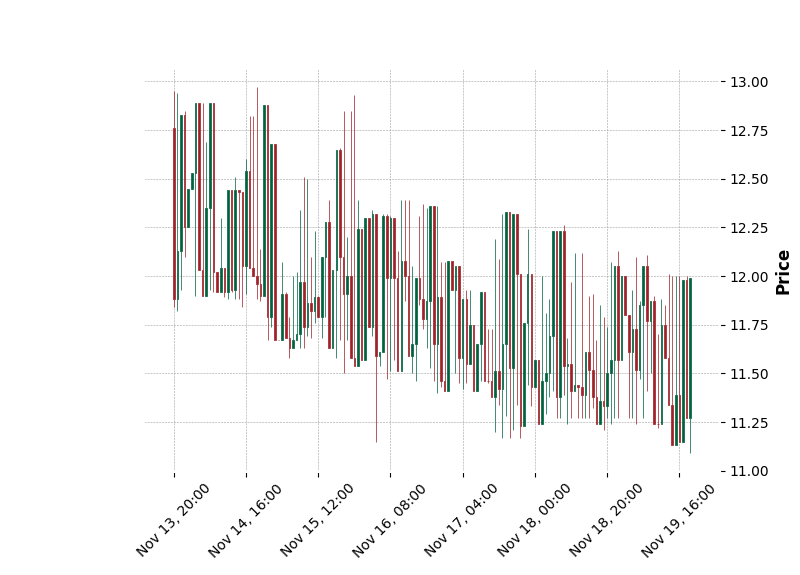 13.00
12.75
12.50
12.25
12.00
11.75
11.50
11.25
11.00
Price
Nov 13, 20:00
Nov 14, 16:00
Nov 15, 12:00
Nov 16, 08:00
Nov 17, 04:00
Nov 18, 00:00
Nov 18, 20:00
Nov 19, 16:00